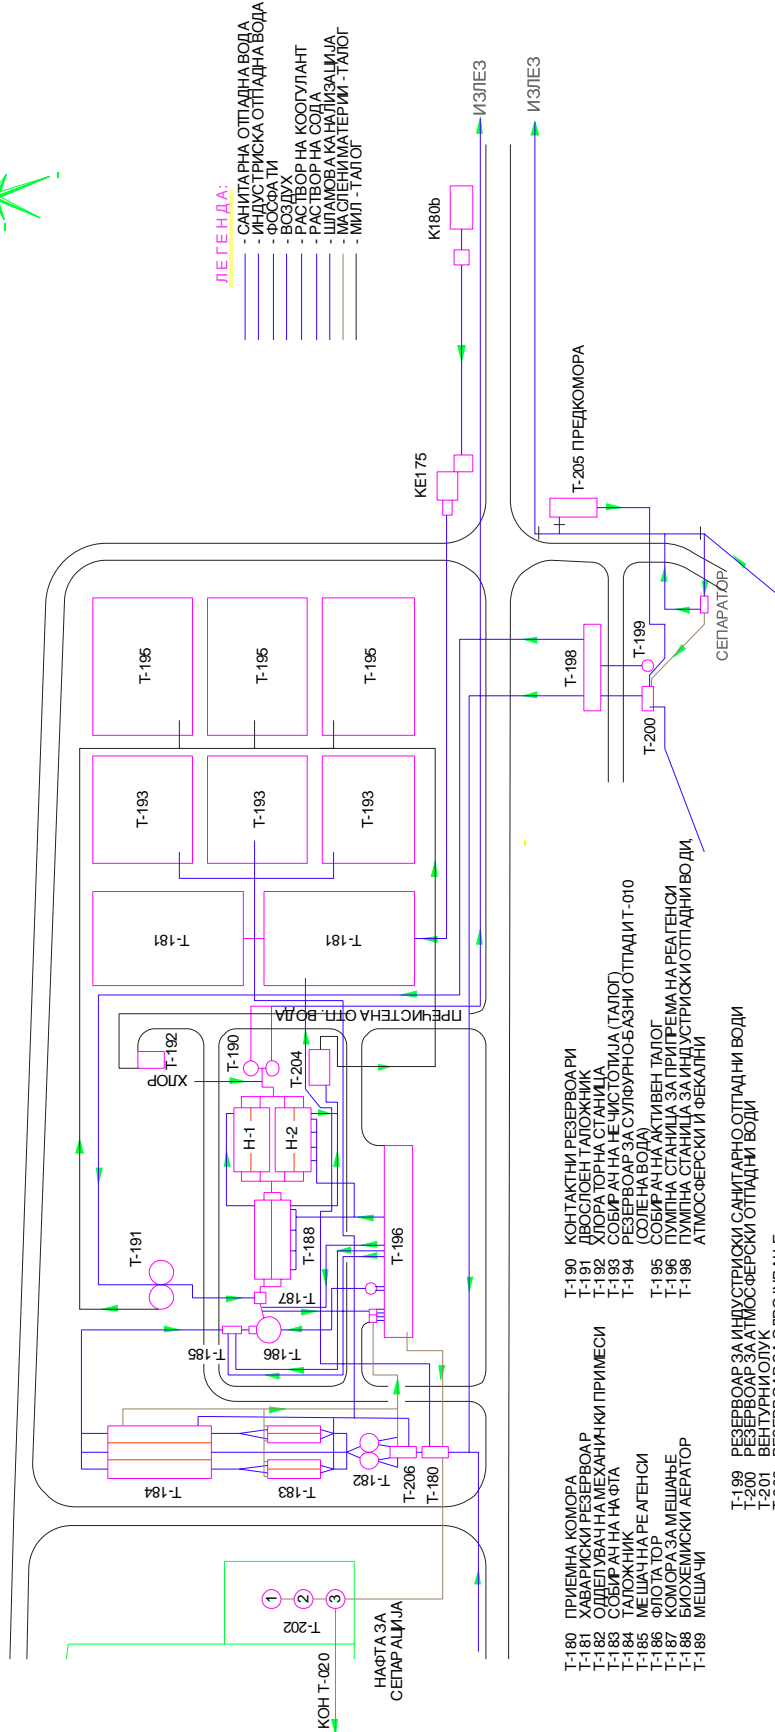 ЛЕГЕНДА:
- САНИТАРНА ОТПАДНА ВОДА
- ИНДУСТРИСКА ОТПАДНА ВОДА
- ФОСФАТИ
- ВОЗДУХ
- РАСТВОР НА КООГУЛАНТ
- РАСТВОР НА СОДА
- ШЛАМОВА КАНАЛИЗАЦИЈА
- МАСЛЕНИ МАТЕРИИ - ТАЛОГ
- МИЛ - ТАЛОГ
ИЗЛЕЗ
ИЗЛЕЗ
K180b
KE175
Т-205 ПРЕДКОМОРА
СЕПАРАТОР
Т-195
Т-195
Т-195
Т-193
Т-193
Т-193
Т-181
Т-181
Т-198
Т-199
Т-200
ПРЕЧИСТЕНА ОТП. ВОДА
Т-192
ХЛОР
Т-190
Т-204
Н-1
Н-2
Т-188
Т-196
Т-191
Т-187
Т-186
Т-185
Т-184
Т-183
Т-182
Т-206
Т-180
1
2
3
Т-202
НАФТА ЗА
СЕПАРАЦИЈА
КОН Т-020
Т-180 ПРИЕМНА КОМОРА
Т-181 ХАВАРИСКИ РЕЗЕРВОАР
Т-182 ОДДЕЛУВАЧ НА МЕХАНИЧКИ ПРИМЕСИ
Т-183 СОБИРАЧ НА НАФТА
Т-184 ТАЛОЖНИК
Т-185 МЕШАЧ НА РЕАГЕНСИ
Т-186 ФЛОТАТОР
Т-187 КОМОРА ЗА МЕШАЊЕ
Т-188 БИОХЕМИСКИ АЕРАТОР
Т-189 МЕШАЧИ
Т-190 КОНТАКТНИ РЕЗЕРВОАРИ
Т-191 ДВОСЛОЕН ТАЛОЖНИК
Т-192 ХЛОРАТОРНА СТАНИЦА
Т-193 СОБИРАЧ НА НЕЧИСТОТИЈА (ТАЛОГ)
Т-194 РЕЗЕРВОАР ЗА СУЛФУРНО-БАЗНИ ОТПАДИ Т-010
(СОЛЕНА ВОДА)
Т-195 СОБИРАЧ НА АКТИВЕН ТАЛОГ
Т-196 ПУМПНА СТАНИЦА ЗА ПРИПРЕМА НА РЕАГЕНСИ
Т-198 ПУМПНА СТАНИЦА ЗА ИНДУСТРИСКИ ОТПАДНИ ВОДИ,
АТМОСФЕРСКИ И ФЕКАЛНИ
Т-199 РЕЗЕРВОАР ЗА ИНДУСТРИСКИ САНИТАРНО ОТПАДНИ ВОДИ
Т-200 РЕЗЕРВОАР ЗА АТМОСФЕРСКИ ОТПАДНИ ВОДИ
Т-201 ВЕНТУРНИ ОЛУК